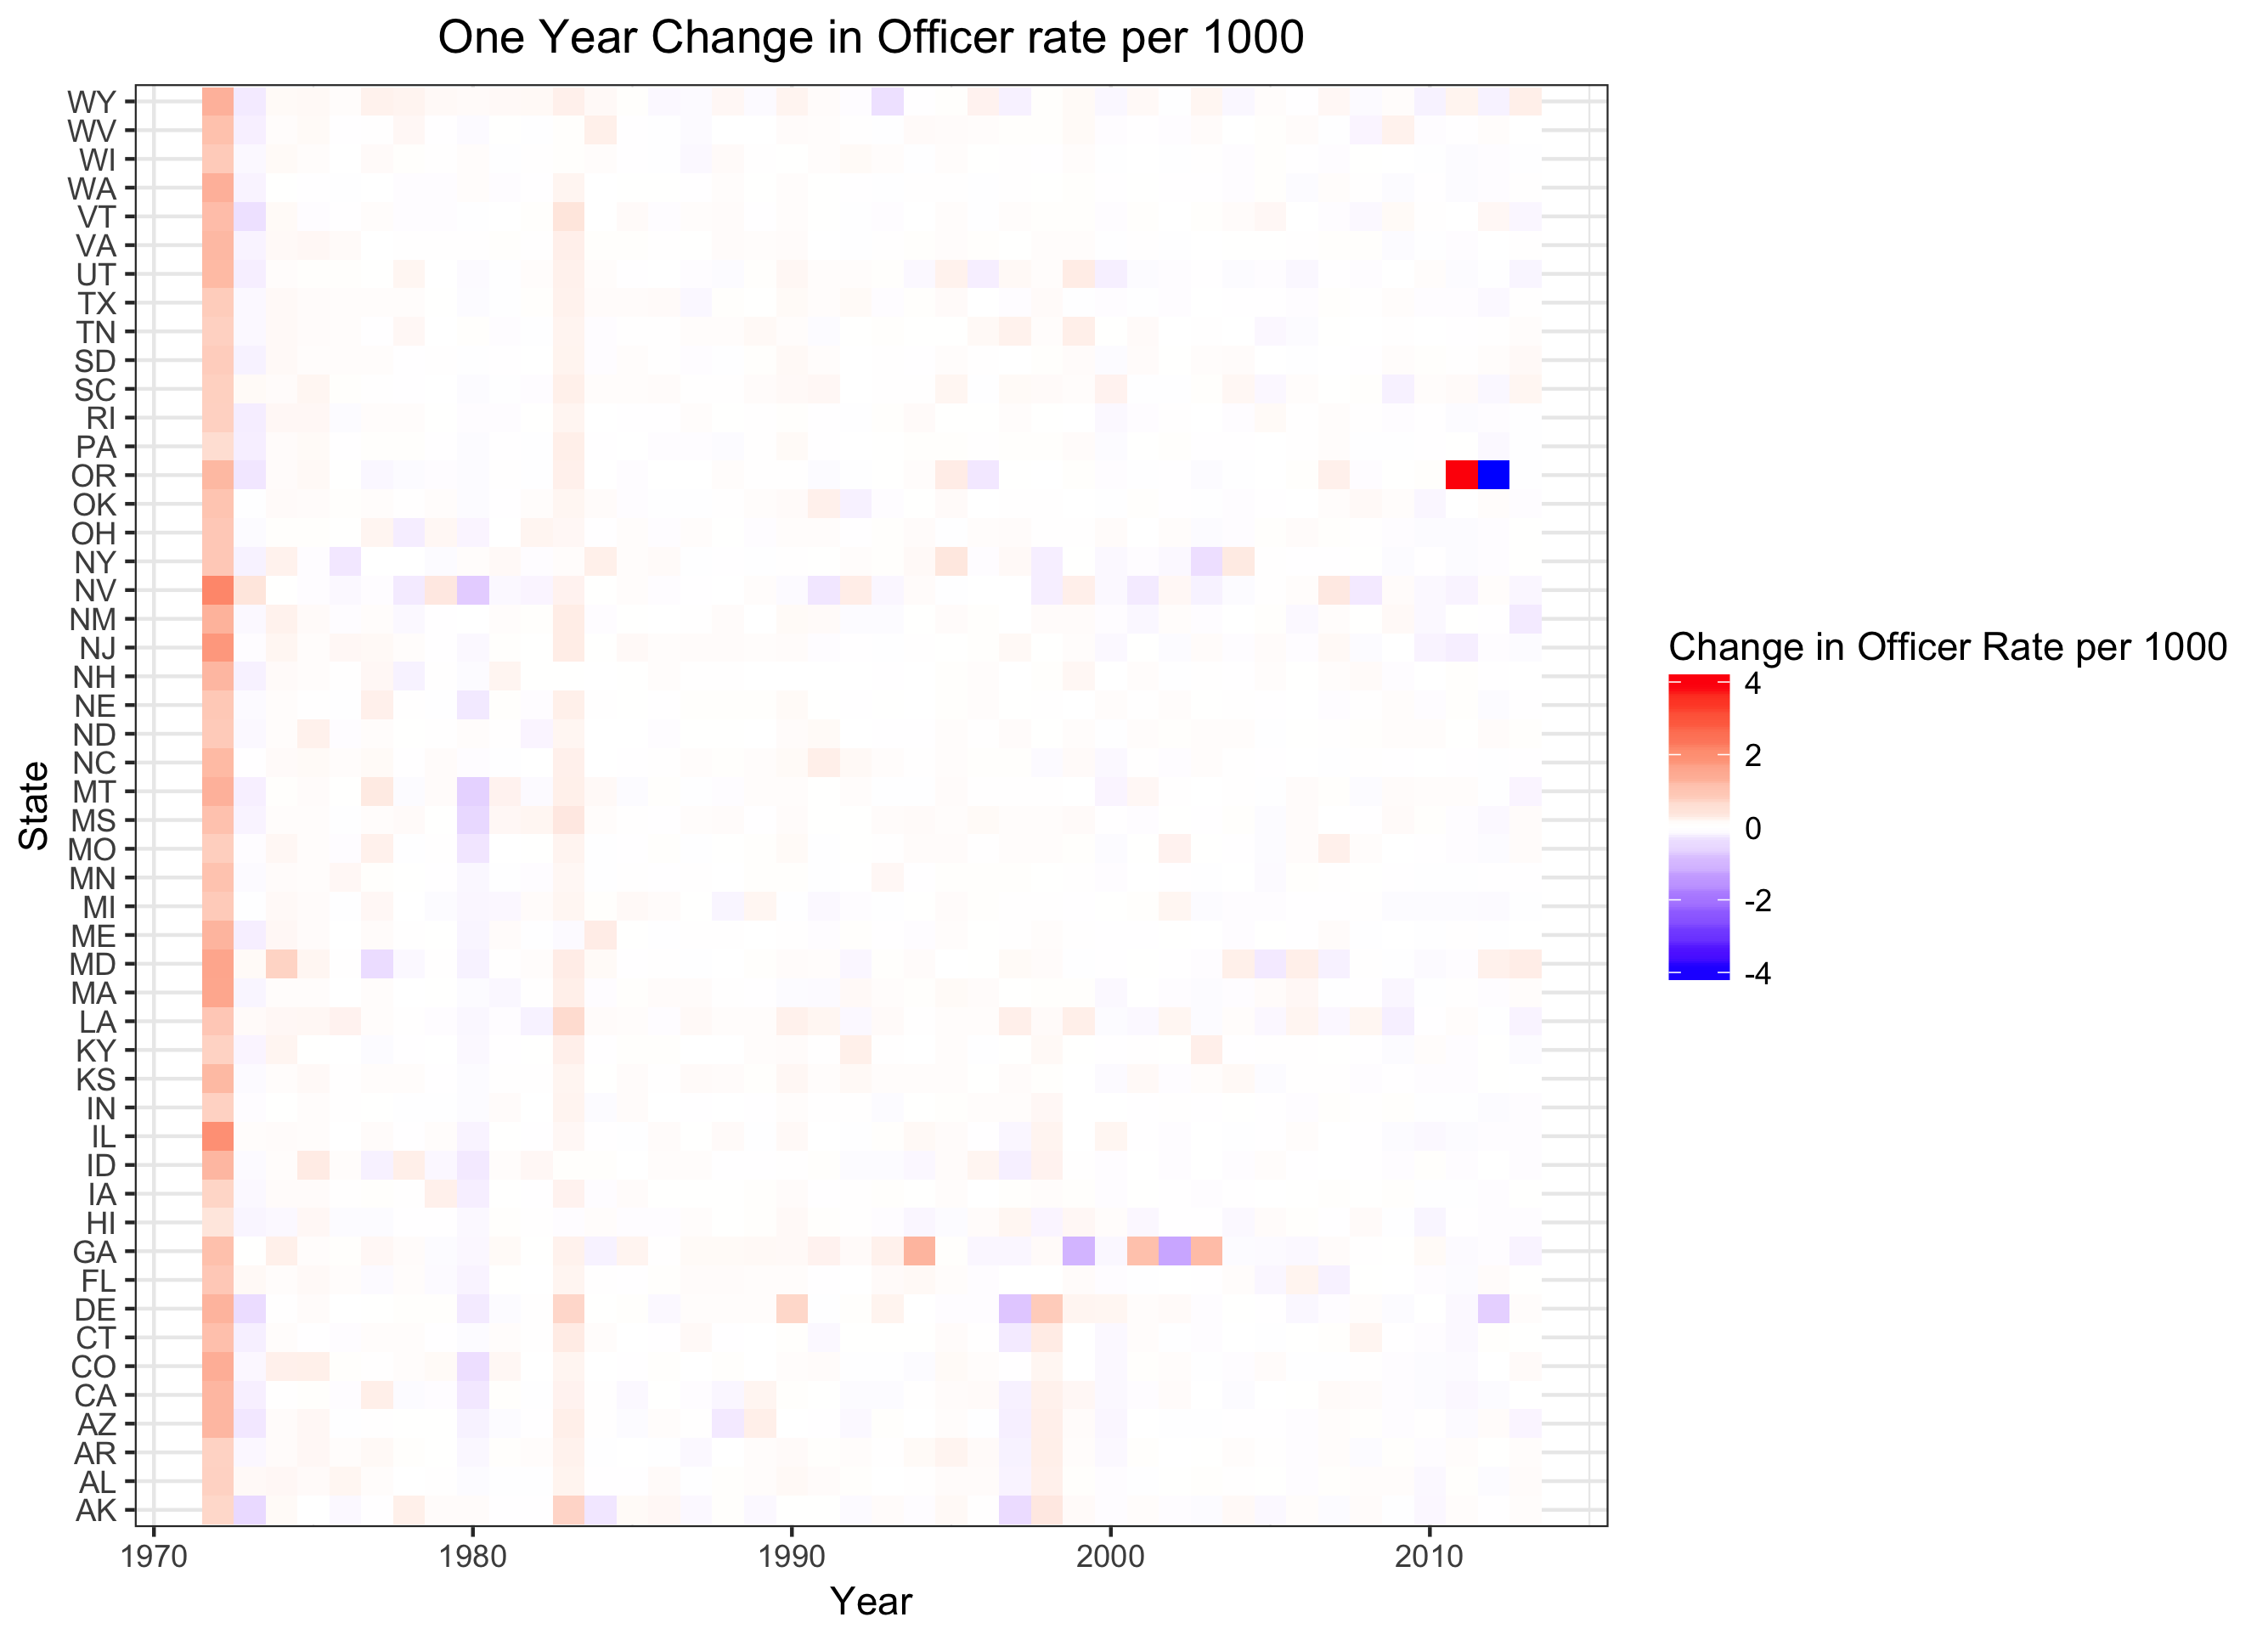 One Year Change in Officer rate per 1000
State
WY
WV
WI
WA
VT
VA
UT
TX
TN
SD
SC
RI
PA
OR
OK
OH
NY
NV
NM
NJ
NH
NE
ND
NC
MT
MS
MO
MN
MI
ME
MD
MA
LA
KY
KS
IN
IL
ID
IA
HI
GA
FL
DE
CT
CO
CA
AZ
AR
AL
AK
1970 1980 1990 2000 2010
Year
Change in Officer Rate per 1000
4
2
0
-2
-4